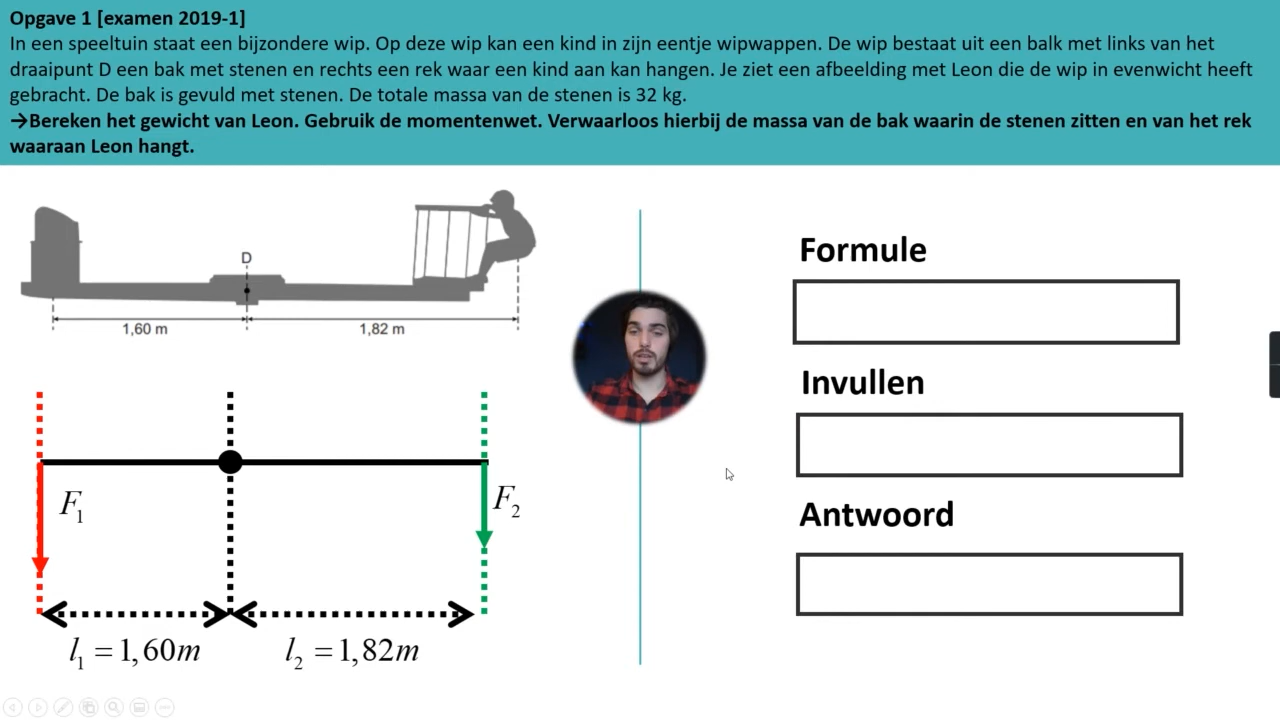 Opgave 1 [examen 2019-1]
In een speeltuin staat een bijzondere wip. Op deze wip kan een kind in zijn eentje wipwappen. De wip bestaat uit een balk met links van het
draaipunt D een bak met stenen en rechts een rek waar een kind aan kan hangen. Je ziet een afbeelding met Leon die de wip in evenwicht heeft
gebracht. De bak is gevuld met stenen. De totale massa van de stenen is 32 kg.
→Bereken het gewicht van Leon. Gebruik de momentenwet. Verwaarloos hierbij de massa van de bak waarin de stenen zitten en van het rek
waaraan Leon hangt.
D
1,60 m
1,82 m
F₁
F₂
l₁ = 1,60m
l₂ = 1,82m
Formule
Invullen
Antwoord